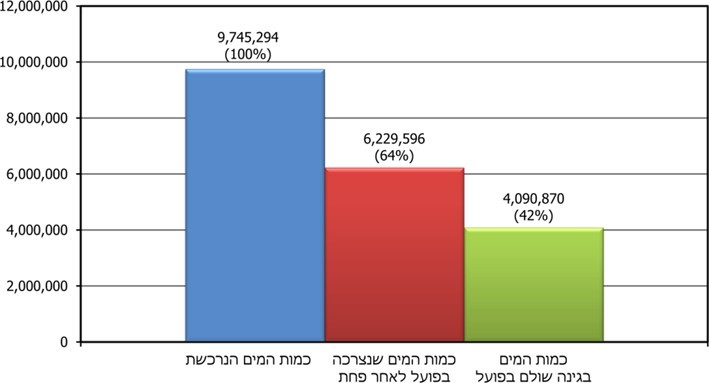 12,000,000
10,000,000
8,000,000
6,000,000
4,000,000
2,000,000
0
9,745,294
(100%)
6,229,596
(64%)
4,090,870
(42%)
כמות המים הנרכשת
כמות המים שנצרכה
בפועל לאחר פחת
כמות המים
בגינה שולם בפועל